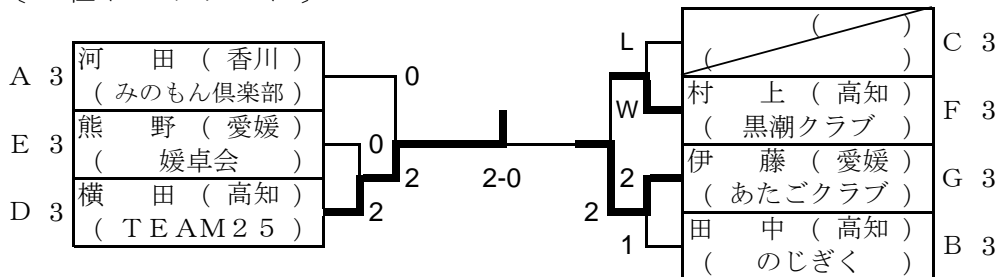 L
(　　　)
(　　　)
C 3
A 3
河　田 ( 香川 )
( みのもん倶楽部 )
0
W
村　上 ( 高知 )
( 黒潮クラブ )
F 3
E 3
熊　野 ( 愛媛 )
( 媛卓会 )
0
2
2-0
2
伊　藤 ( 愛媛 )
( あたごクラブ )
G 3
D 3
横　田 ( 高知 )
( TEAM25 )
2
2
1
田　中 ( 高知 )
( のじぎく )
B 3